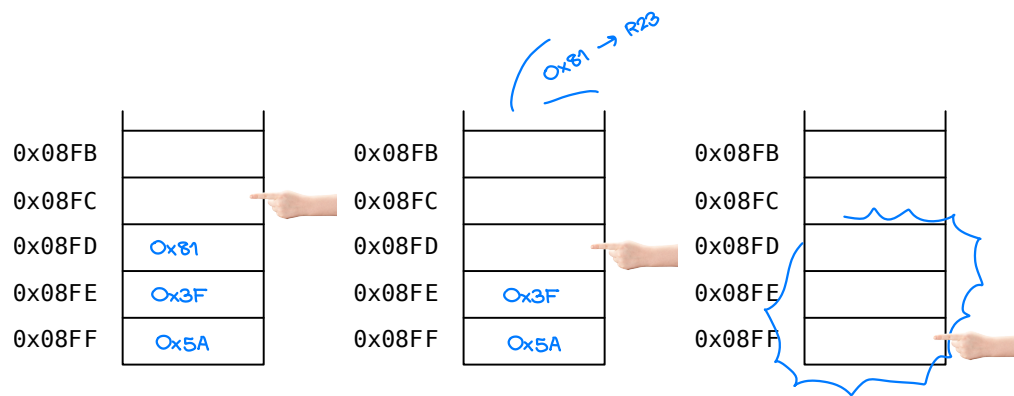 0x81 → R23
0x08FB 0x08FB 0x08FB
0x08FC 0x08FC 0x08FC
0x08FD 0x81 0x08FD 0x08FD
0x08FE 0x3F 0x08FE 0x3F 0x08FE
0x08FF 0x5A 0x08FF 0x5A 0x08FF